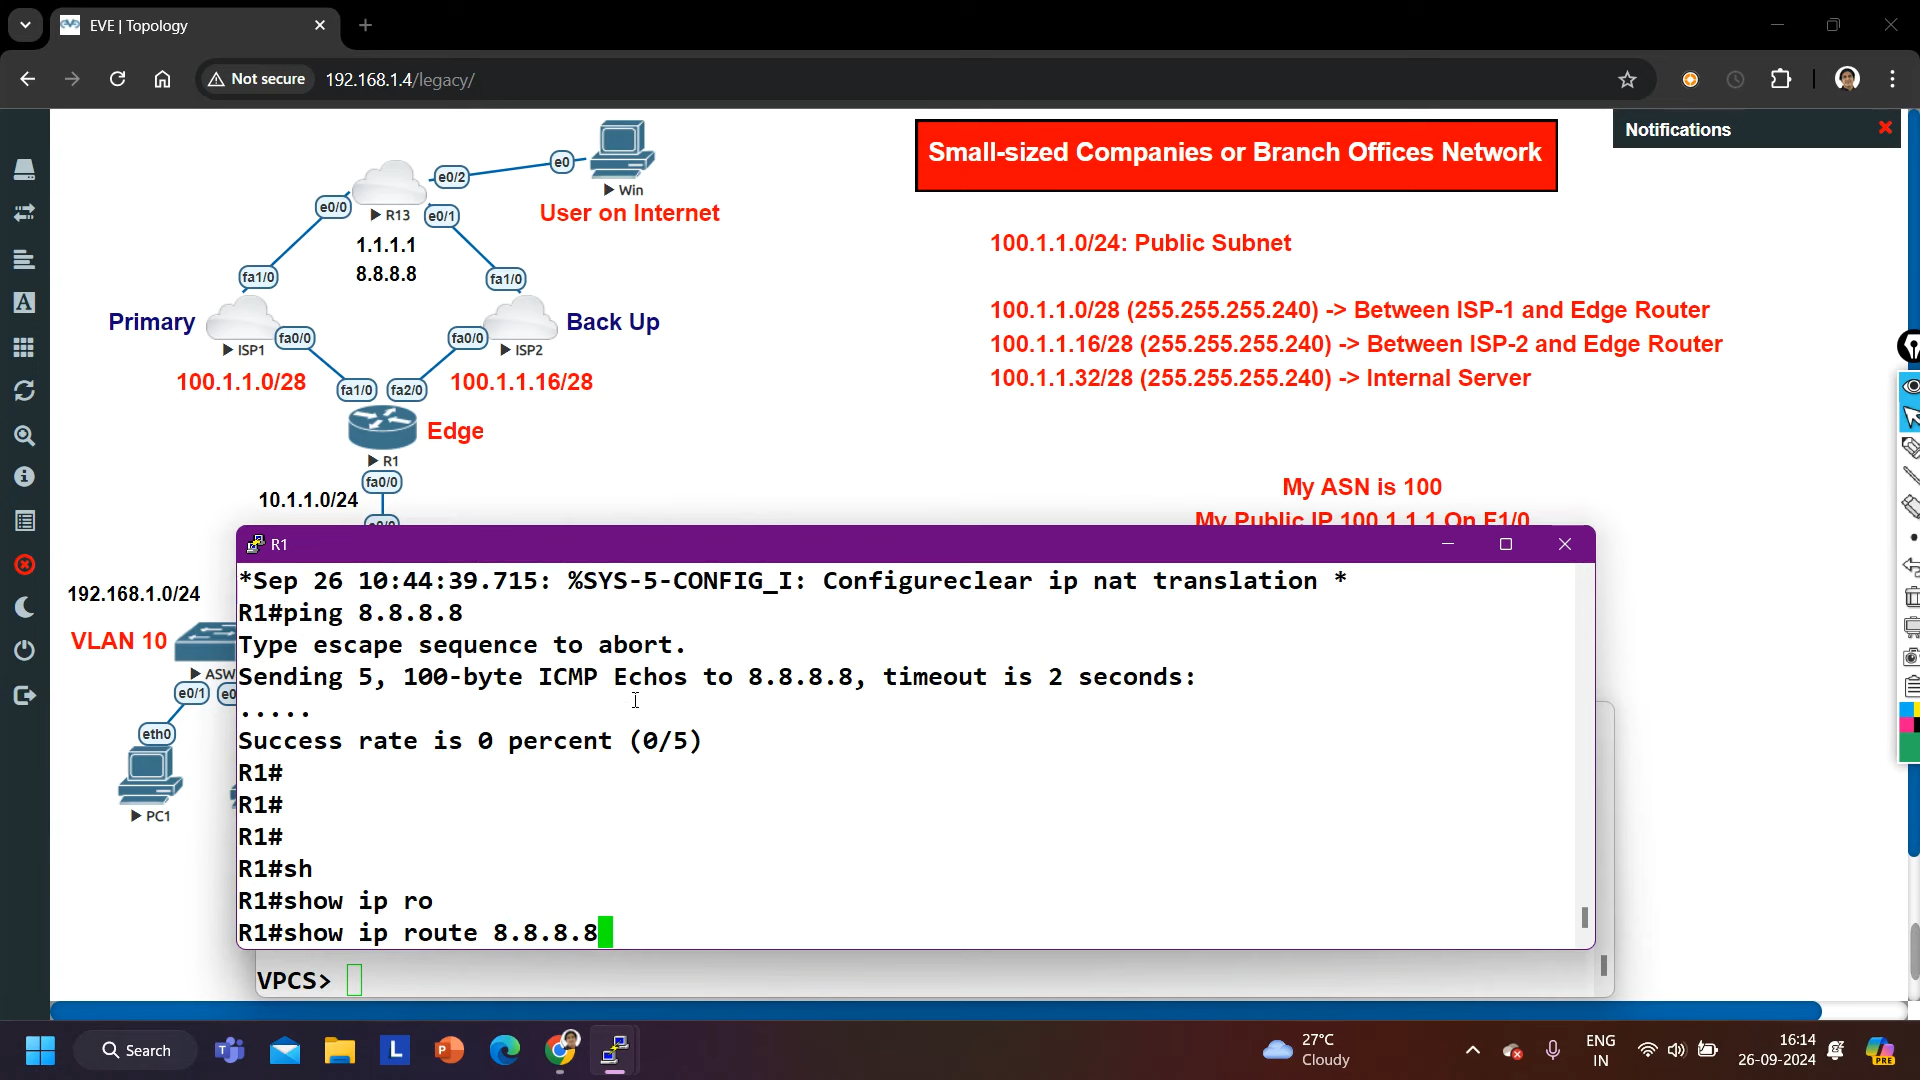 EVE | Topology
Not secure
192.168.1.4/legacy/
Notifications
Small-sized Companies or Branch Offices Network
e0/2
e0
Win
User on Internet
e0/0
R13
e0/1
1.1.1.1
8.8.8.8
fa1/0
fa1/0
Primary
Back Up
fa0/0
fa0/0
ISP1
ISP2
100.1.1.0/28
100.1.1.16/28
fa1/0
fa2/0
Edge
R1
fa0/0
10.1.1.0/24
100.1.1.0/24: Public Subnet
100.1.1.0/28 (255.255.255.240) -> Between ISP-1 and Edge Router
100.1.1.16/28 (255.255.255.240) -> Between ISP-2 and Edge Router
100.1.1.32/28 (255.255.255.240) -> Internal Server
My ASN is 100
My Public IP 100.1.1.1 On F1/0
192.168.1.0/24
VLAN 10
ASW
e0/1
e0
eth0
PC1
R1
*Sep 26 10:44:39.715: %SYS-5-CONFIG_I: Configureclear ip nat translation *
R1#ping 8.8.8.8
Type escape sequence to abort.
Sending 5, 100-byte ICMP Echos to 8.8.8.8, timeout is 2 seconds:
.....
Success rate is 0 percent (0/5)
R1#
R1#
R1#
R1#sh
R1#show ip ro
R1#show ip route 8.8.8.8
VPCS>
Search
27°C
Cloudy
ENG
IN
16:14
26-09-2024